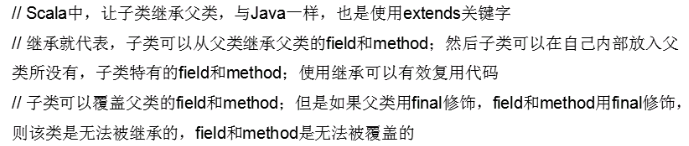 // Scala中，让子类继承父类，与Java一样，也是使用extends关键字
// 继承就代表，子类可以从父类继承父类的field和method；然后子类可以在自己内部放入父
类所没有，子类特有的field和method；使用继承可以有效复用代码
// 子类可以覆盖父类的field和method；但是如果父类用final修饰，field和method用final修饰，
则该类是无法被继承的，field和method是无法被覆盖的